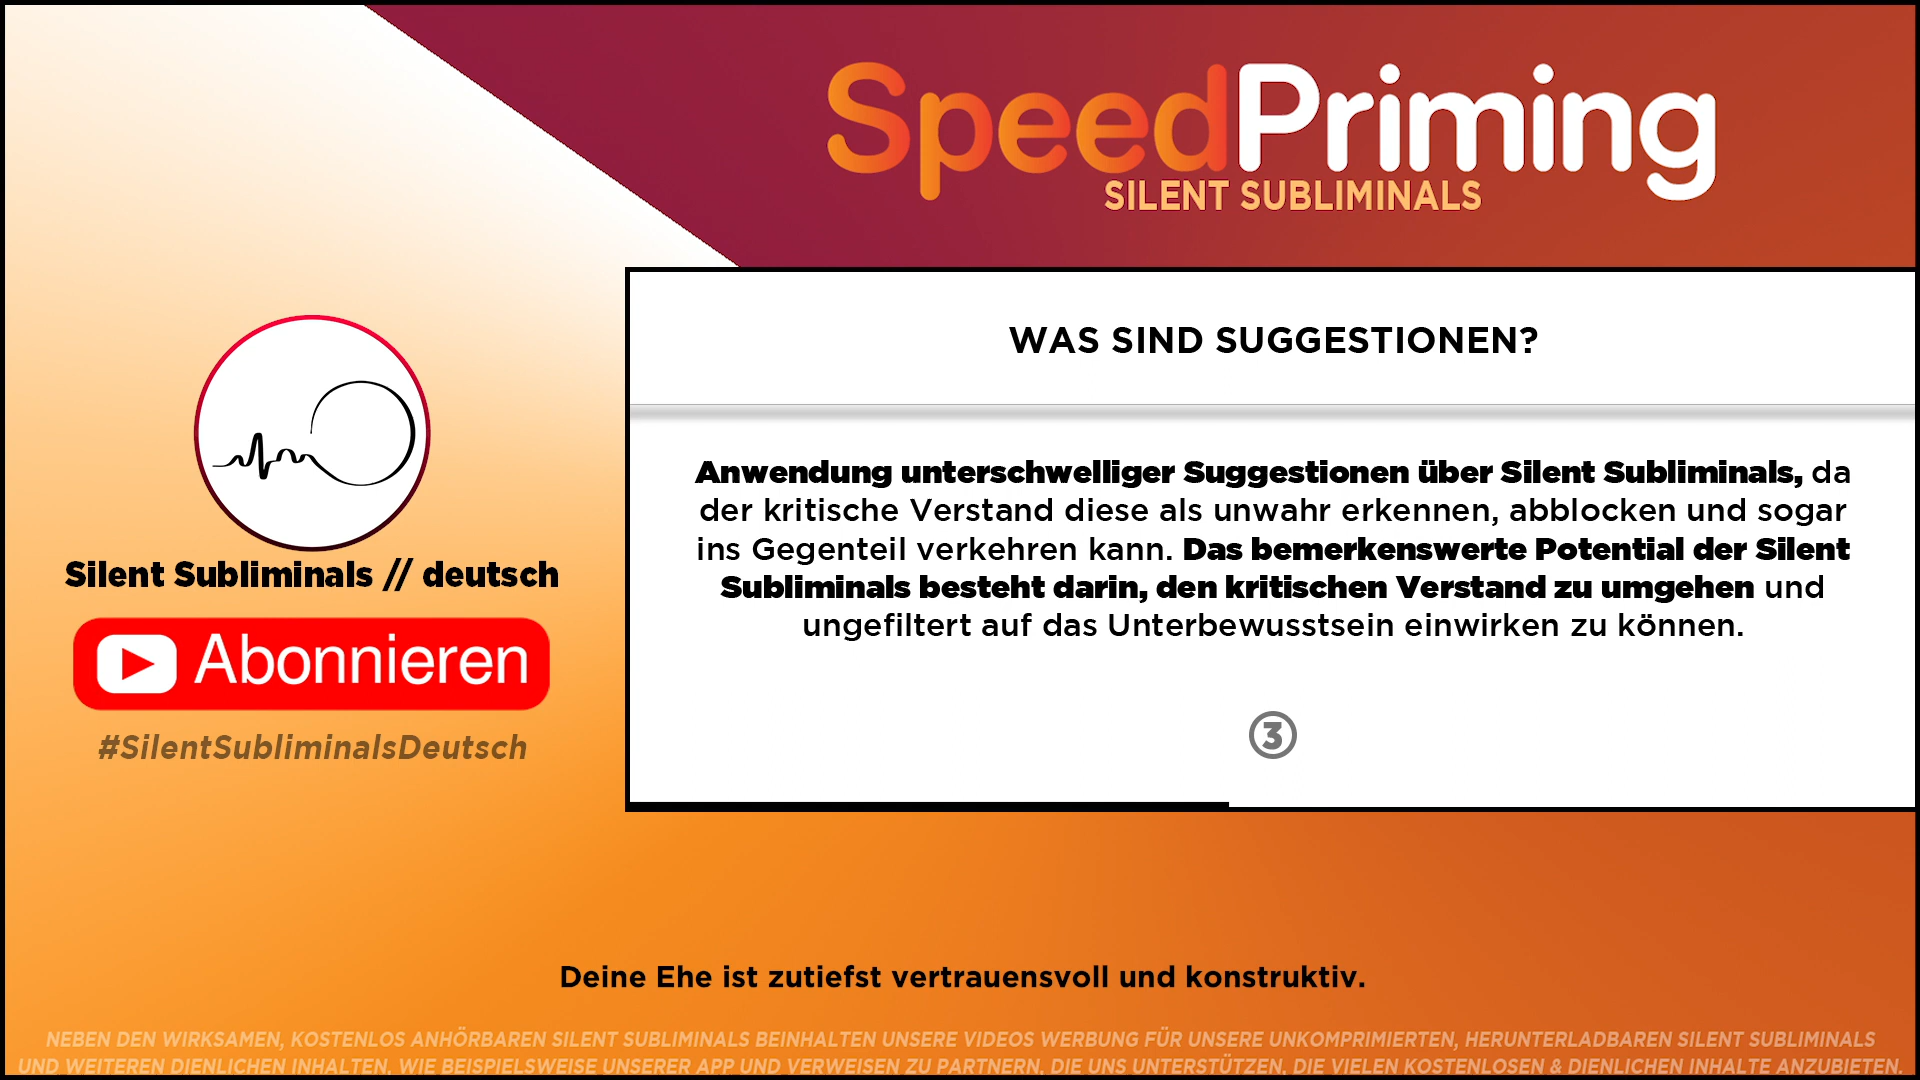 SpeedPriming
SILENT SUBLIMINALS
WAS SIND SUGGESTIONEN?
Anwendung unterschwelliger Suggestionen über Silent Subliminals, da
der kritische Verstand diese als unwahr erkennen, abblocken und sogar
ins Gegenteil verkehren kann. Das bemerkenswerte Potential der Silent
Subliminals besteht darin, den kritischen Verstand zu umgehen und
ungefiltert auf das Unterbewusstsein einwirken zu können.
3
Silent Subliminals // deutsch
Abonnieren
#SilentSubliminalsDeutsch
Deine Ehe ist zutiefst vertrauensvoll und konstruktiv.
NEBEN DEN WIRKSAMEN, KOSTENLOS ANHÖRBAREN SILENT SUBLIMINALS BEINHALTEN UNSERE VIDEOS WERBUNG FÜR UNSERE UNKOMPRIMIERTEN, HERUNTERLADBAREN SILENT SUBLIMINALS
UND WEITEREN DIENLICHEN INHALTEN, WIE BEISPIELSWEISE UNSERER APP UND VERWEISEN ZU PARTNERN, DIE UNS UNTERSTÜTZEN, DIE VIELEN KOSTENLOSEN & DIENLICHEN INHALTE ANZUBIETEN.